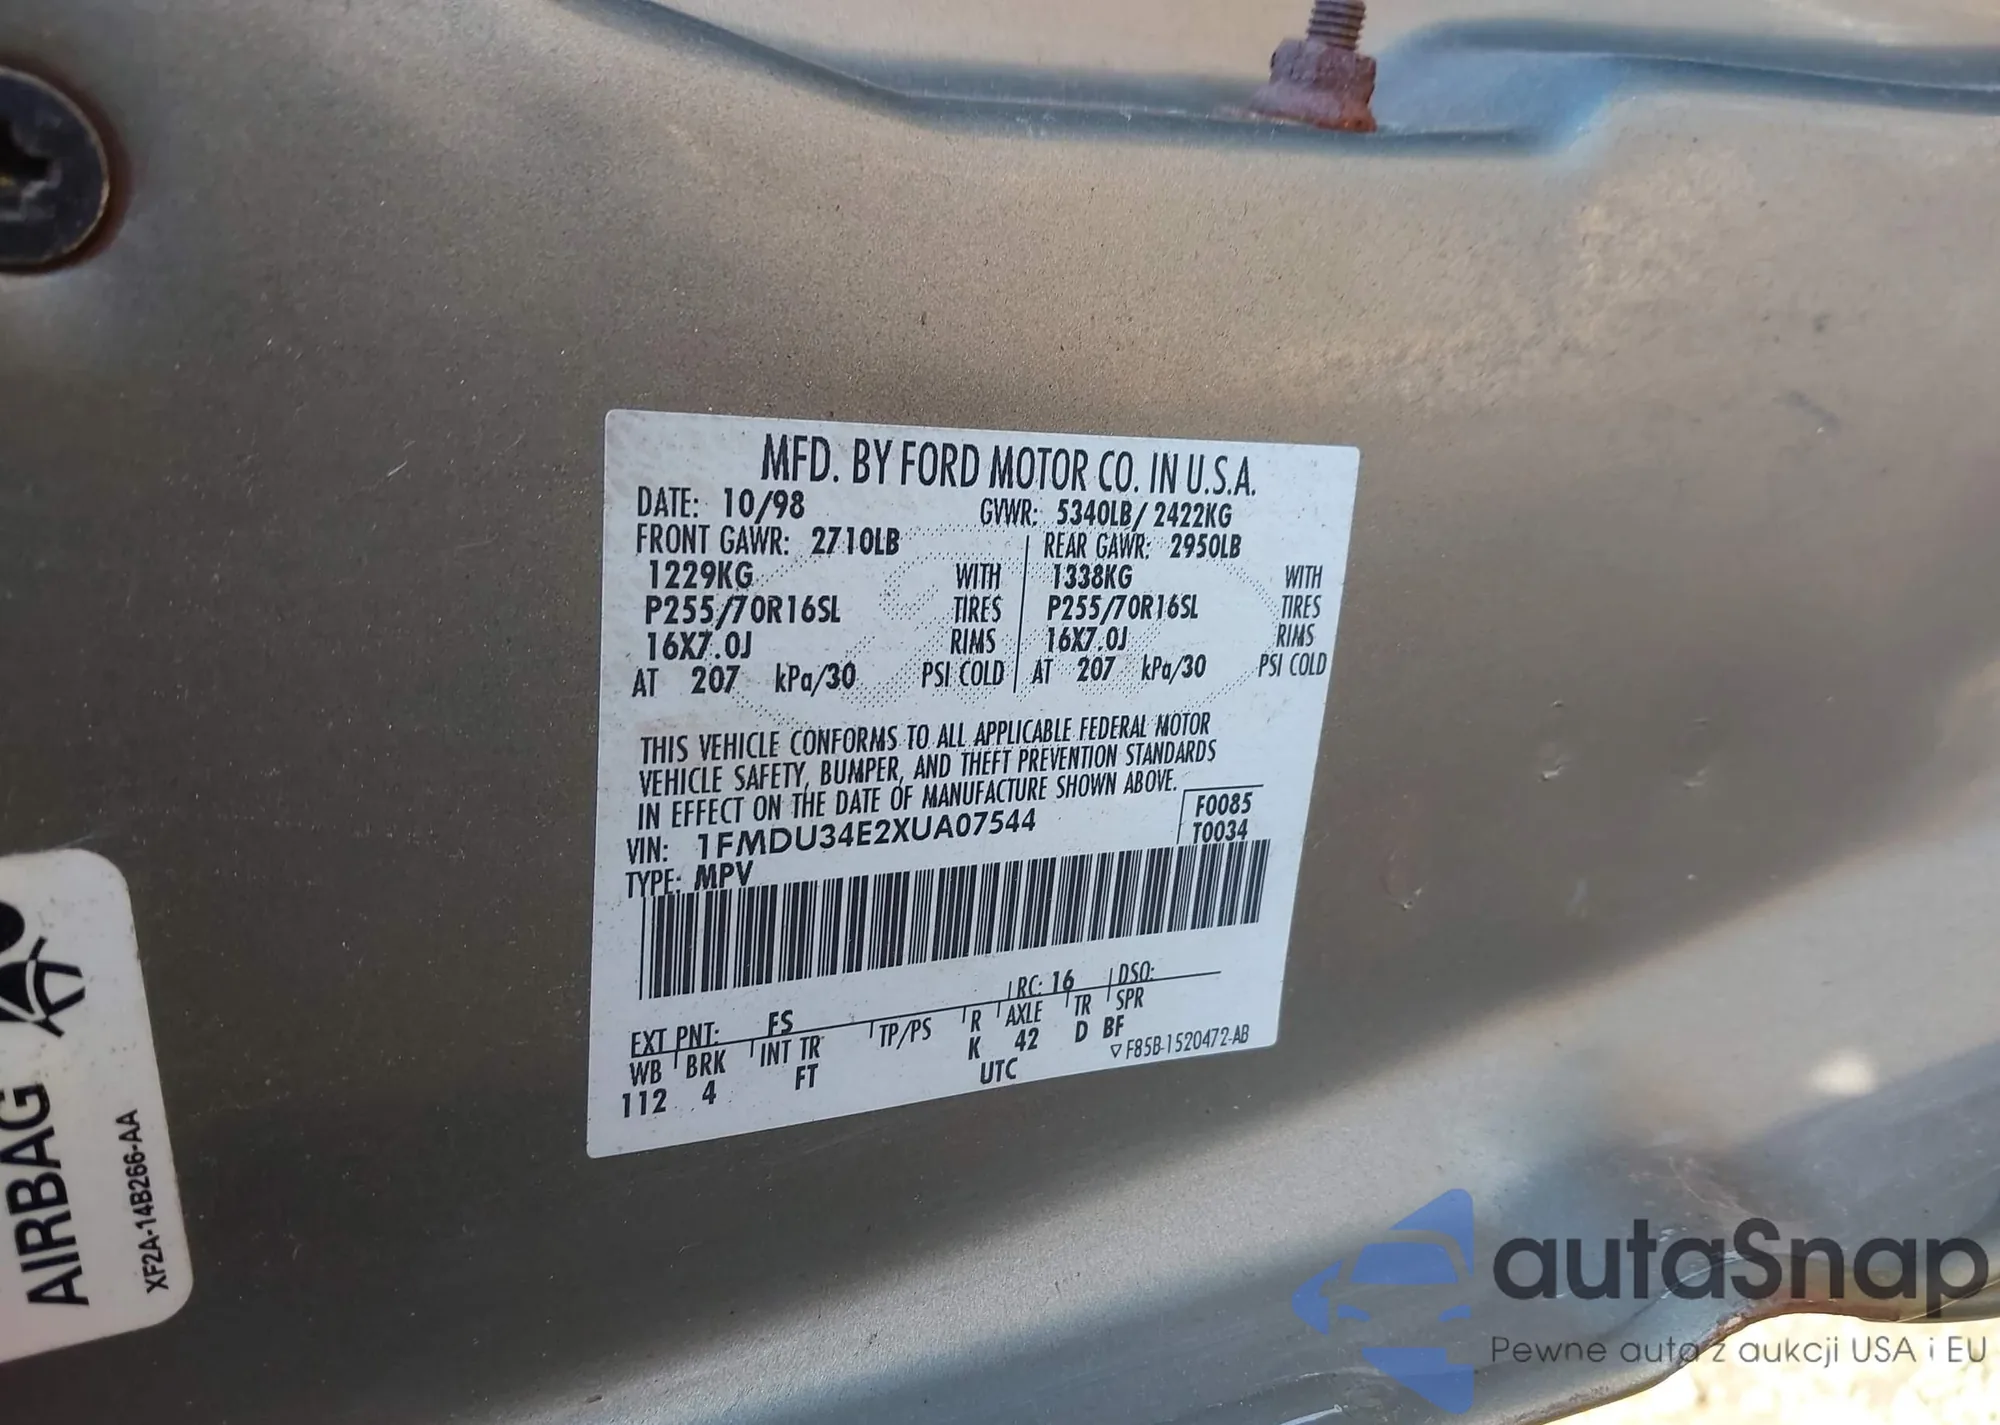 MFD. BY FORD MOTOR CO. IN U.S.A.
DATE: 10/98 GVWR: 5340LB/ 2422KG
FRONT GAWR: 2710LB REAR GAWR: 2950LB
1229KG WITH 1338KG WITH
P255/70R16SL TIRES P255/70R16SL TIRES
16X7.0J RIMS 16X7.0J RIMS
AT 207 kPa/30 PSI COLD AT 207 kPa/30 PSI COLD
THIS VEHICLE CONFORMS TO ALL APPLICABLE FEDERAL MOTOR
VEHICLE SAFETY, BUMPER, AND THEFT PREVENTION STANDARDS
IN EFFECT ON THE DATE OF MANUFACTURE SHOWN ABOVE.
F0085
VIN: 1FMDU34E2XUA07544 T0034
TYPE: MPV
EXT PNT: FS RC: 16 DSO:
WB BRK INT TR TP/PS R AXLE TR SPR
112 4 FT K 42 D BF
UTC ▽ F85B-1520472-AB
AIRBAG
XF2A-14B266-AA
autaSnap
Pewne auta z aukcji USA i EU